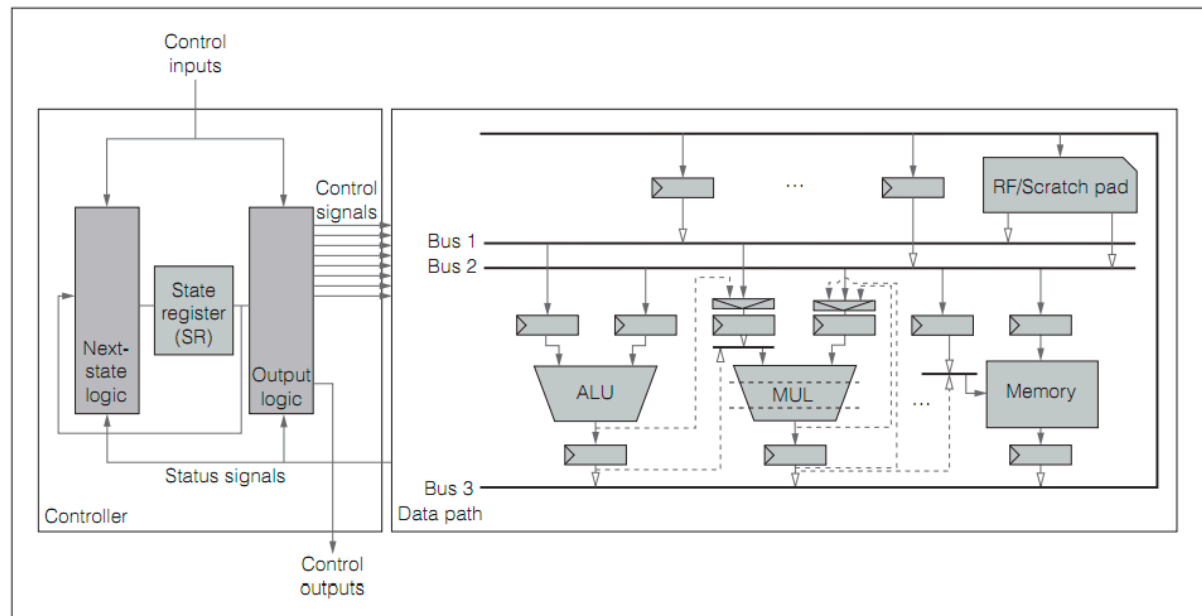 Control
inputs
Control
signals
Next-
state
logic
State
register
(SR)
Output
logic
Status signals
Controller
Control
outputs
RF/Scratch pad
...
Bus 1
Bus 2
ALU
MUL
...
Memory
Bus 3
Data path